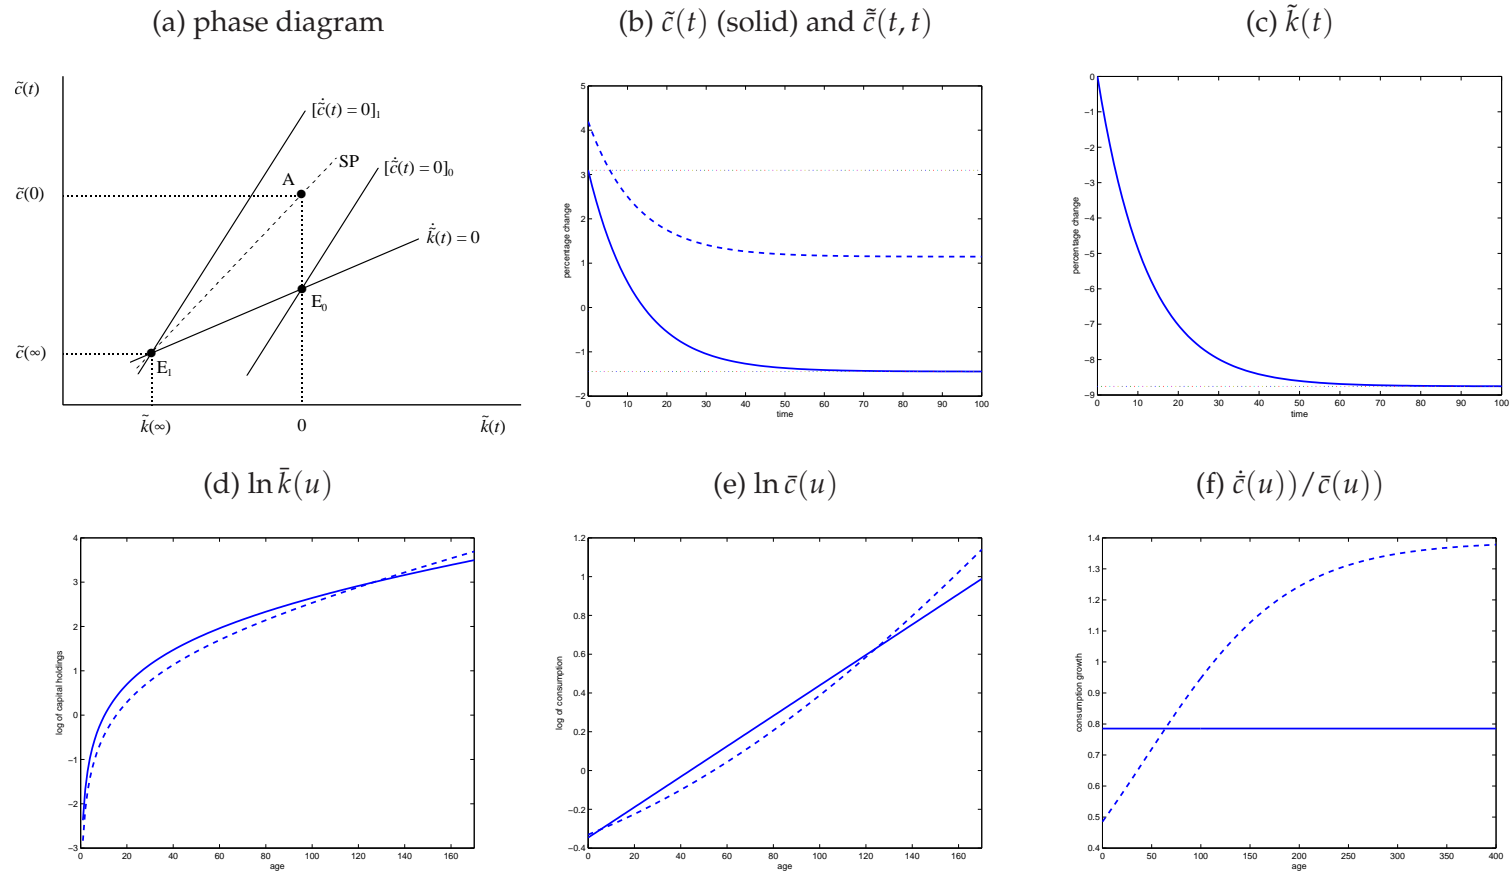 (a) phase diagram
c̃(t)
[c̃̇(t) = 0]₁
SP
[c̃̇(t) = 0]₀
A
c̃(0)
k̃̇(t) = 0
E₀
c̃(∞)
E₁
k̃(∞)
0
k̃(t)
(b) c̃(t) (solid) and c̄̃(t, t)
5
4
3
2
1
0
−1
−2
percentage change
0 10 20 30 40 50 60 70 80 90 100
time
(c) k̃(t)
0
−1
−2
−3
−4
−5
−6
−7
−8
−9
percentage change
0 10 20 30 40 50 60 70 80 90 100
time
(d) ln k̄(u)
4
3
2
1
0
−1
−2
−3
log of capital holdings
0 20 40 60 80 100 120 140 160
age
(e) ln c̄(u)
1.2
1
0.8
0.6
0.4
0.2
0
−0.2
−0.4
log of consumption
0 20 40 60 80 100 120 140 160
age
(f) c̄̇(u))/c̄(u))
1.4
1.3
1.2
1.1
1
0.9
0.8
0.7
0.6
0.5
0.4
consumption growth
0 50 100 150 200 250 300 350 400
age